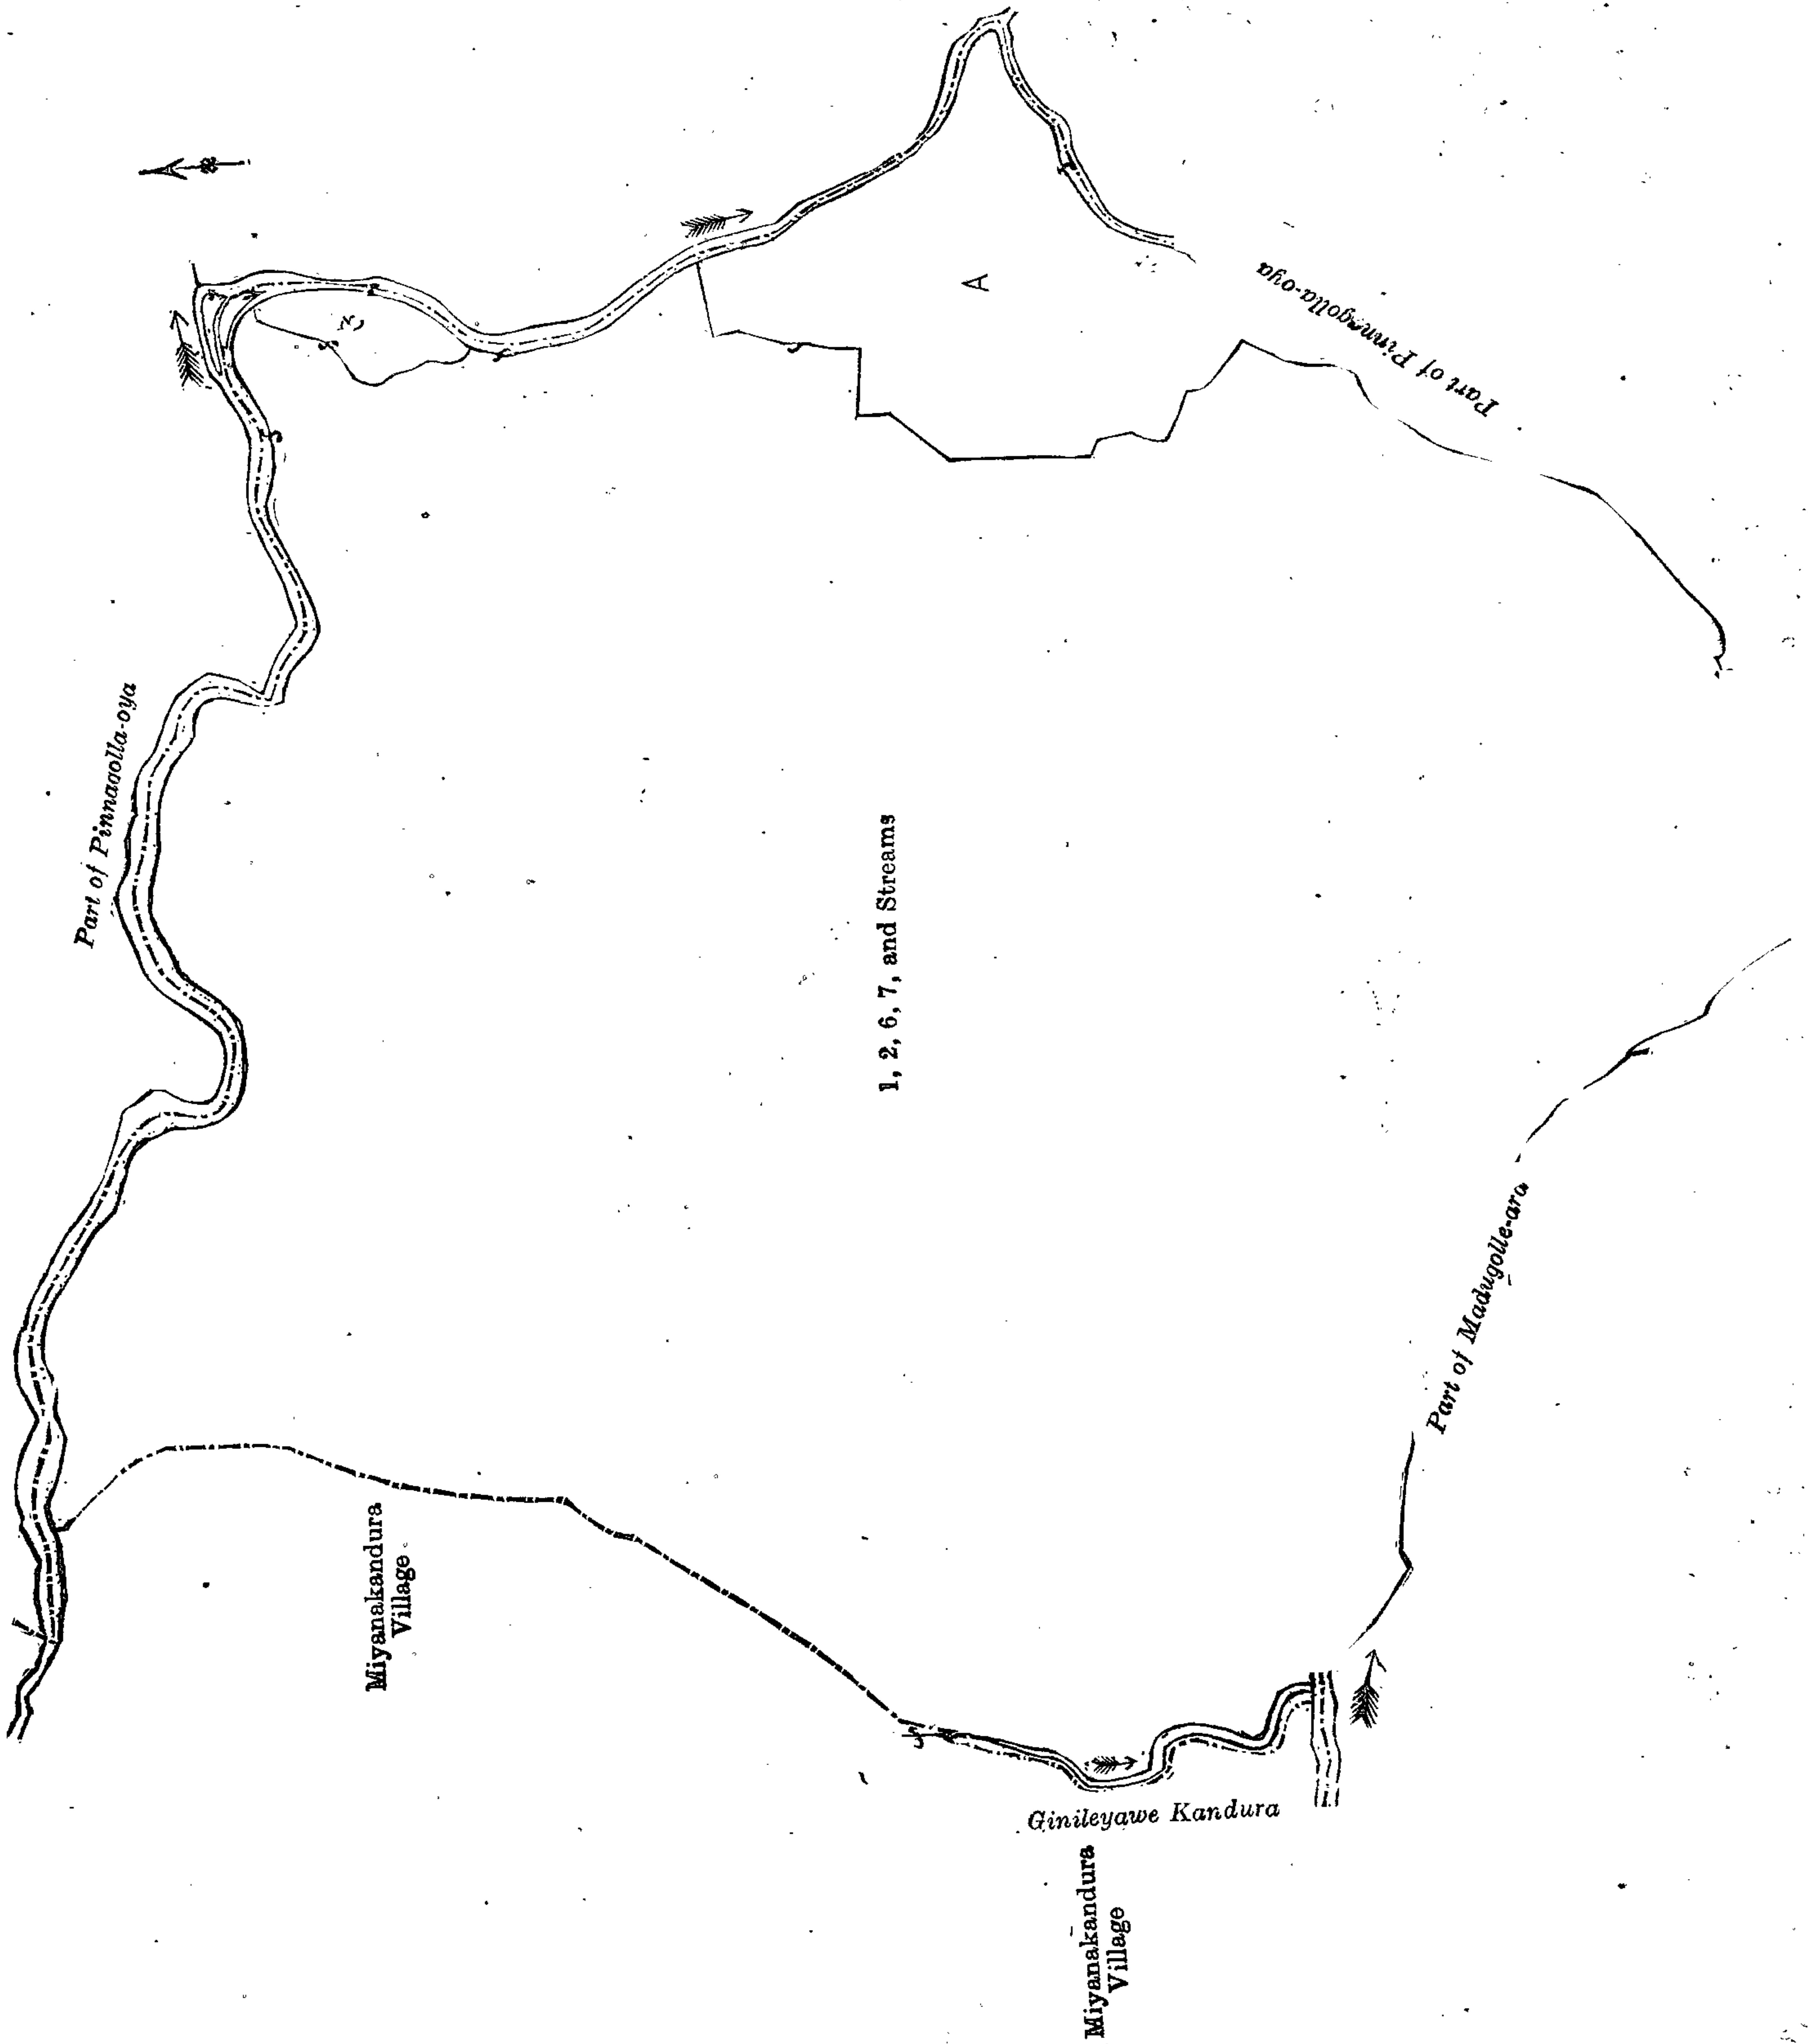 Part of Pinnagolla-oya
3
A
Part of Pinnagolla-oya
1, 2, 6, 7, and Streams
Miyanakandura
Village
Part of Madugolle-ara
Ginileyawe Kandura
Miyanakandura
Village